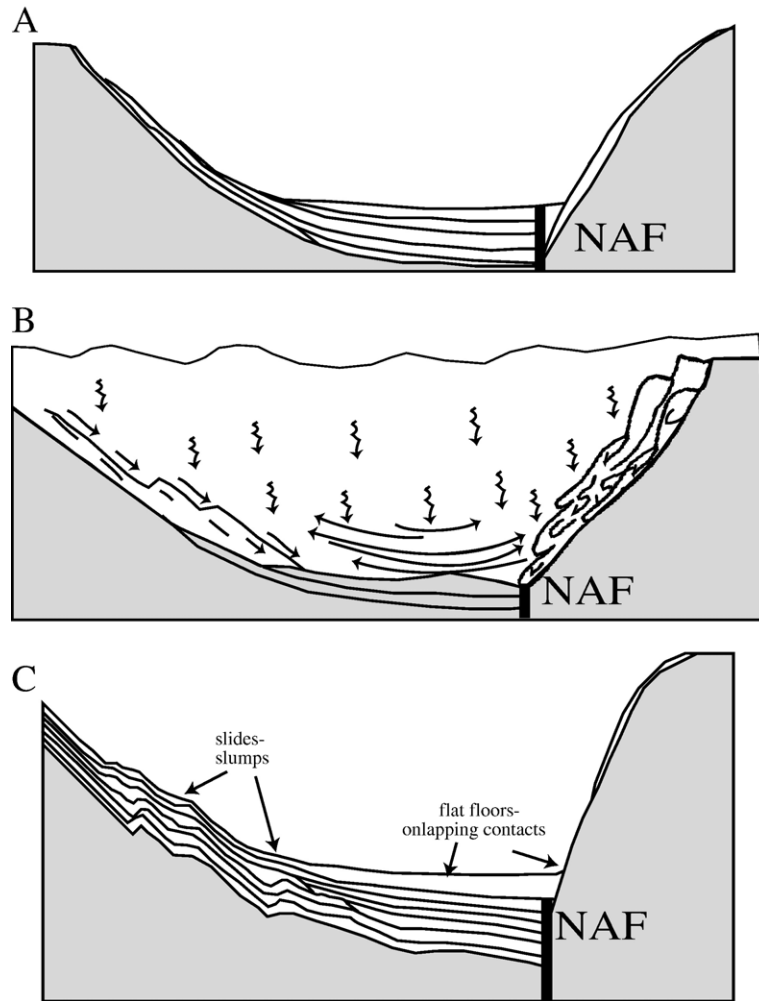 A
NAF
B
NAF
C
slides-
slumps
flat floors-
onlapping contacts
NAF